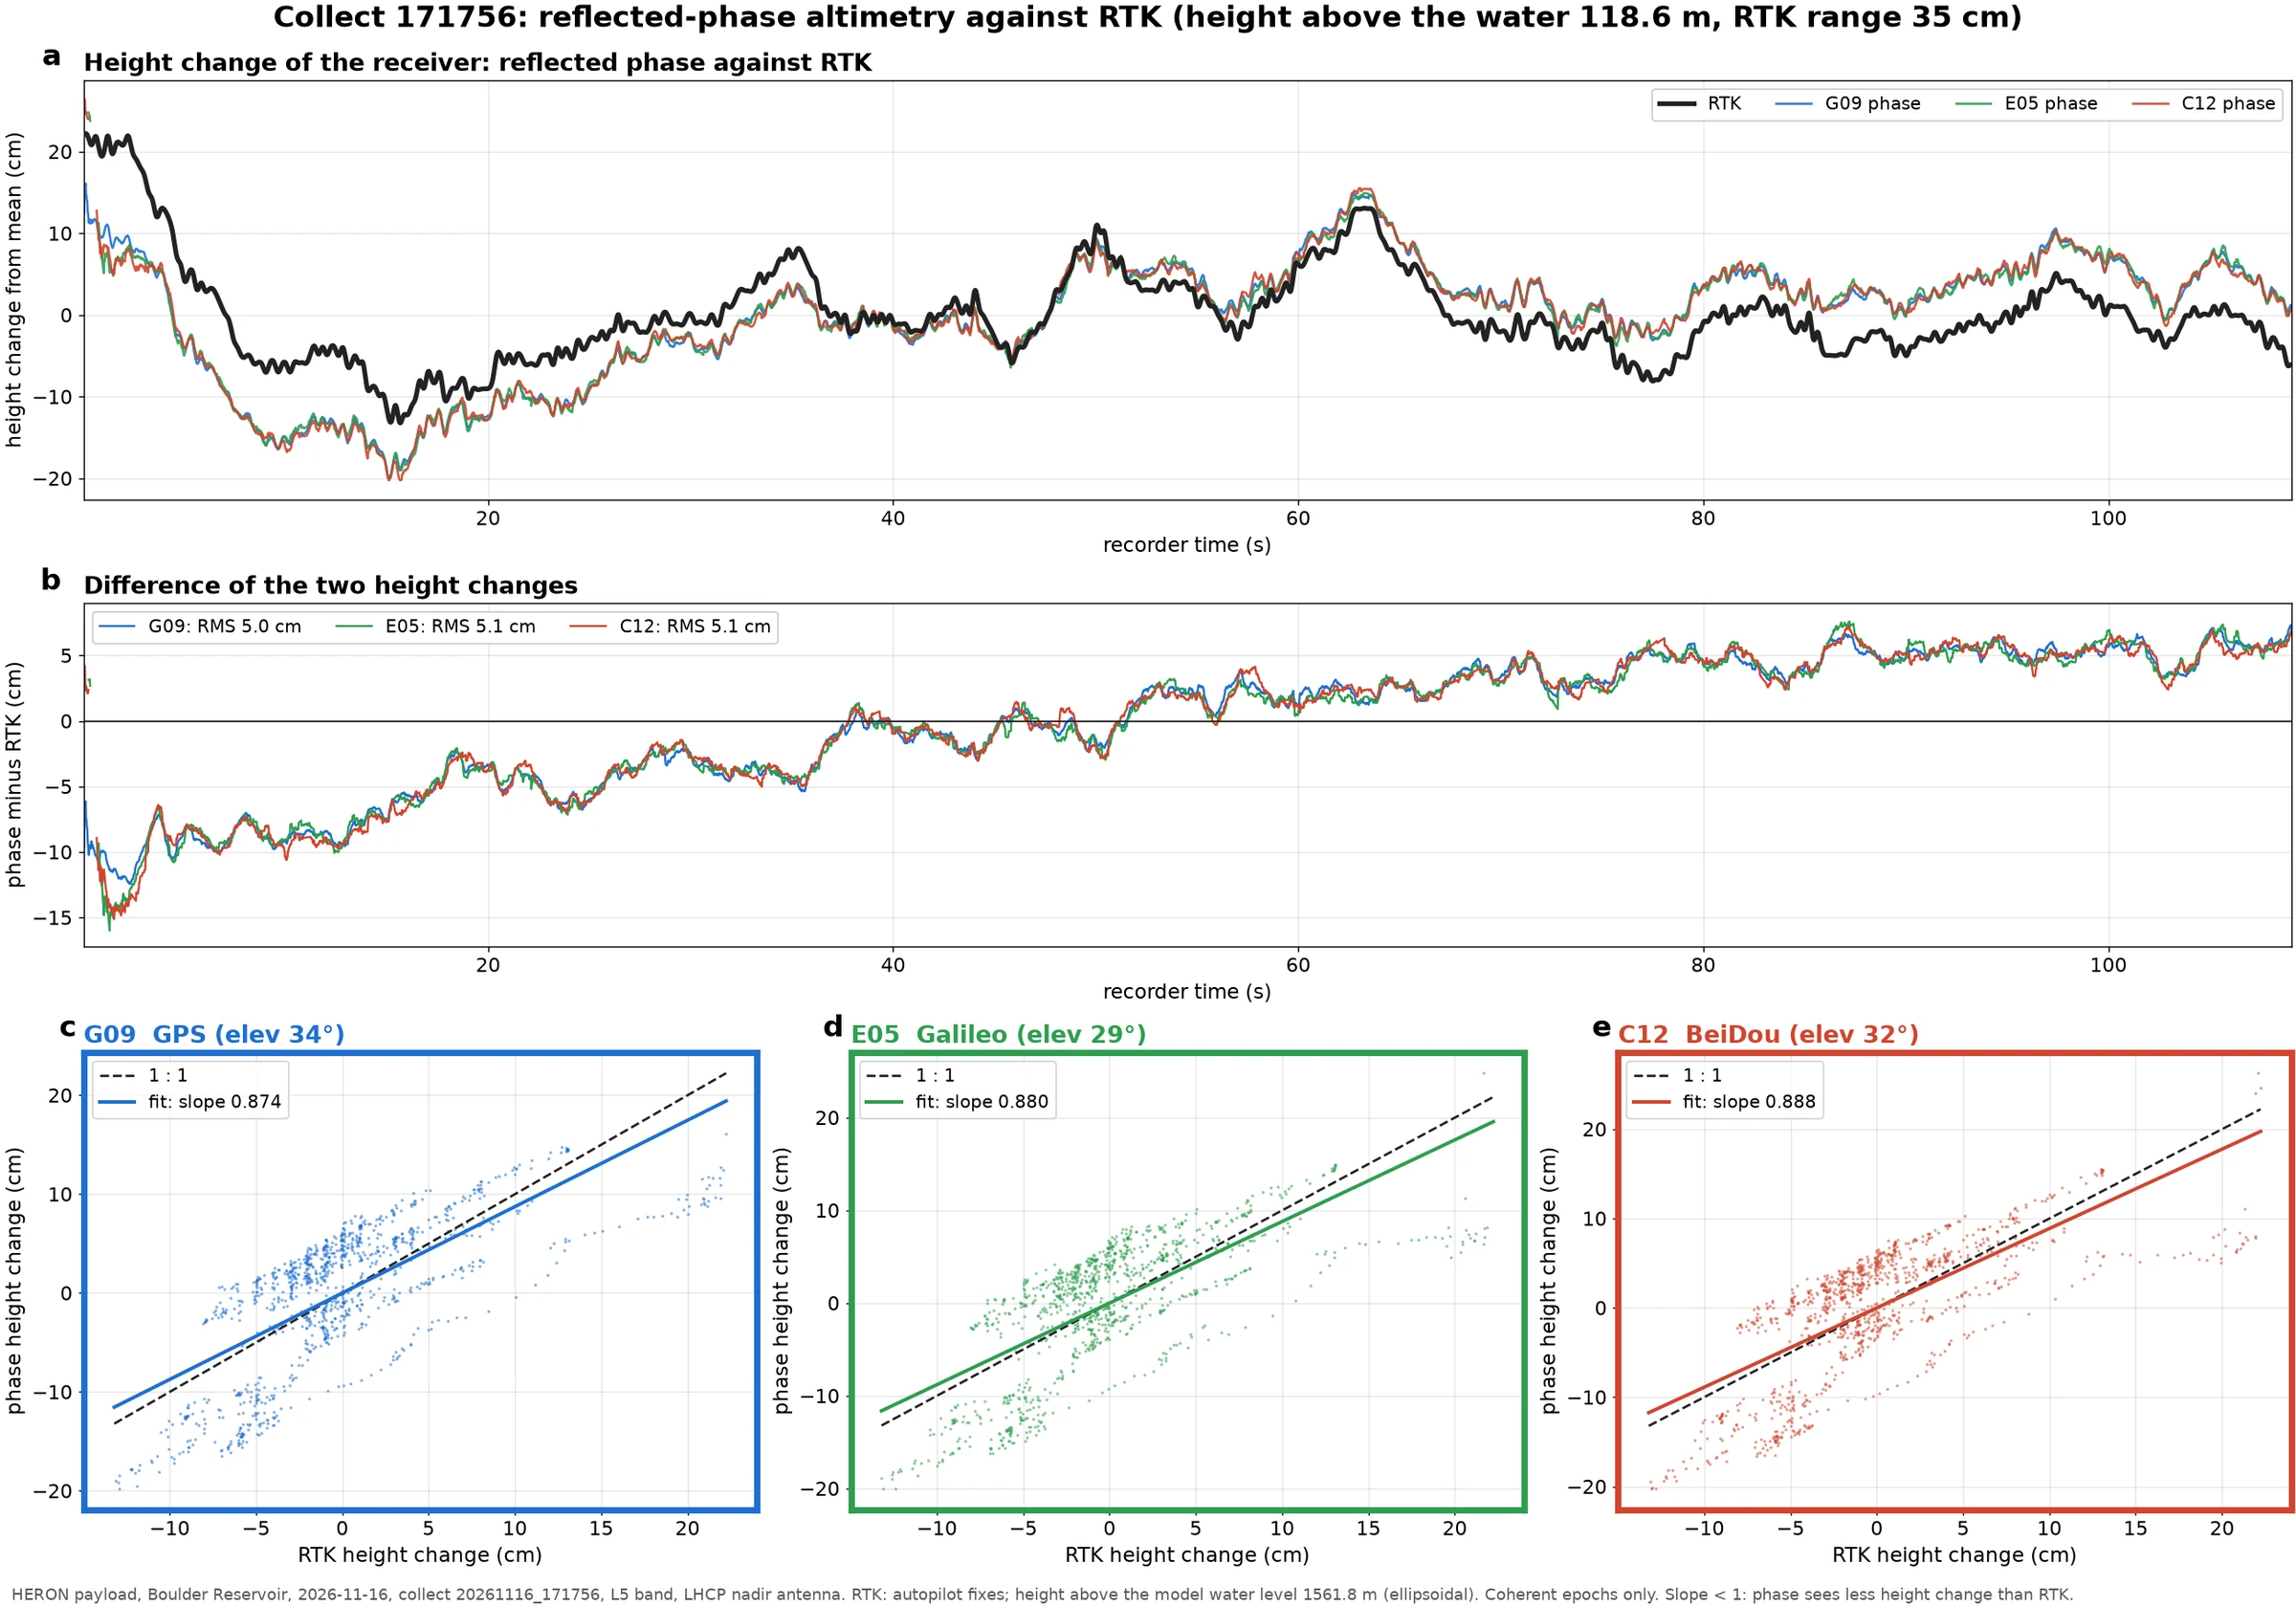 Collect 171756: reflected-phase altimetry against RTK (height above the water 118.6 m, RTK range 35 cm)
a Height change of the receiver: reflected phase against RTK
RTK G09 phase E05 phase C12 phase
height change from mean (cm)
20
10
0
−10
−20
20 40 60 80 100
recorder time (s)
b Difference of the two height changes
G09: RMS 5.0 cm E05: RMS 5.1 cm C12: RMS 5.1 cm
phase minus RTK (cm)
5
0
−5
−10
−15
20 40 60 80 100
recorder time (s)
c G09 GPS (elev 34°)
1 : 1
fit: slope 0.874
phase height change (cm)
20
10
0
−10
−20
−10 −5 0 5 10 15 20
RTK height change (cm)
d E05 Galileo (elev 29°)
1 : 1
fit: slope 0.880
phase height change (cm)
20
10
0
−10
−20
−10 −5 0 5 10 15 20
RTK height change (cm)
e C12 BeiDou (elev 32°)
1 : 1
fit: slope 0.888
phase height change (cm)
20
10
0
−10
−20
−10 −5 0 5 10 15 20
RTK height change (cm)
HERON payload, Boulder Reservoir, 2026-11-16, collect 20261116_171756, L5 band, LHCP nadir antenna. RTK: autopilot fixes; height above the model water level 1561.8 m (ellipsoidal). Coherent epochs only. Slope < 1: phase sees less height change than RTK.